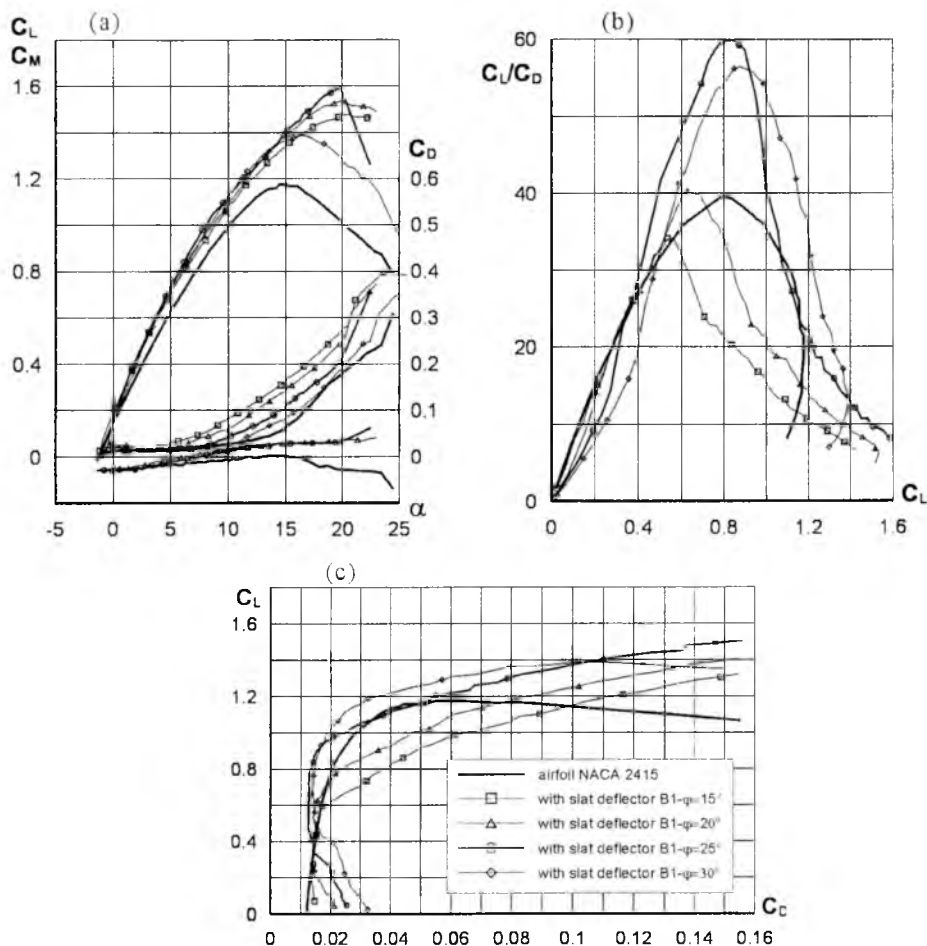 (a)
C_L
C_M
1.6
1.2
0.8
0.4
0
C_D
0.6
0.5
0.4
0.3
0.2
0.1
0
-5 0 5 10 15 20 25
α
(b)
60
C_L/C_D
40
20
0
0 0.4 0.8 1.2 1.6
C_L
(c)
C_L
1.6
1.2
0.8
0.4
0
0 0.02 0.04 0.06 0.08 0.1 0.12 0.14 0.16
C_D
airfoil NACA 2415
with slat deflector B1-φ=15°
with slat deflector B1-φ=20°
with slat deflector B1-φ=25°
with slat deflector B1-φ=30°